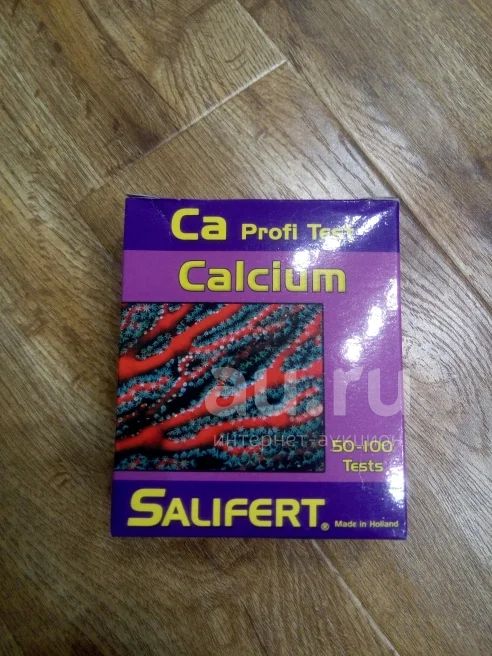 Ca Profi Test
Calcium
au.ru
интернет-аукцион
50-100
Tests
SALIFERT®
Made in Holland